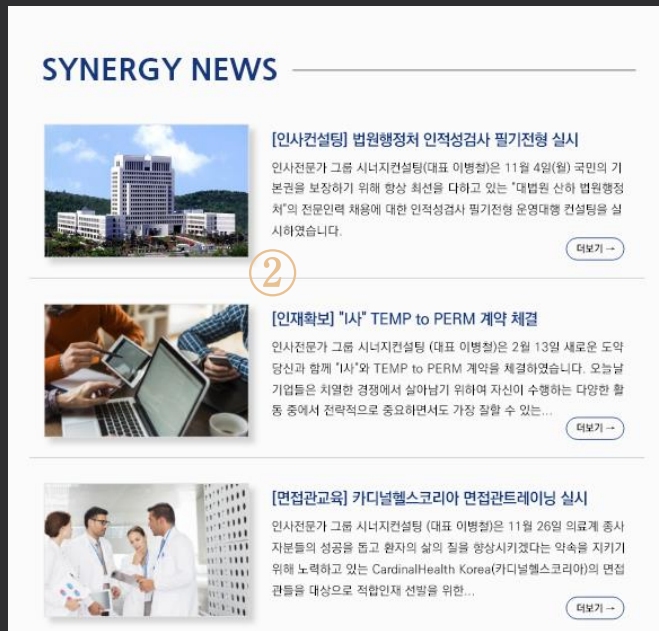 SYNERGY NEWS
[인사컨설팅] 법원행정처 인적성검사 필기전형 실시
인사전문가 그룹 시너지컨설팅(대표 이병철)은 11월 4일(월) 국민의 기
본권을 보장하기 위해 항상 최선을 다하고 있는 "대법원 산하 법원행정
처"의 전문인력 채용에 대한 인적성검사 필기전형 운영대행 컨설팅을 실
시하였습니다.
더보기 →
②
[인재확보] "I사" TEMP to PERM 계약 체결
인사전문가 그룹 시너지컨설팅 (대표 이병철)은 2월 13일 새로운 도약
당신과 함께 "I사"와 TEMP to PERM 계약을 체결하였습니다. 오늘날
기업들은 치열한 경쟁에서 살아남기 위하여 자신이 수행하는 다양한 활
동 중에서 전략적으로 중요하면서도 가장 잘할 수 있는...
더보기 →
[면접관교육] 카디널헬스코리아 면접관트레이닝 실시
인사전문가 그룹 시너지컨설팅 (대표 이병철)은 11월 26일 의료계 종사
자분들의 성공을 돕고 환자의 삶의 질을 향상시키겠다는 약속을 지키기
위해 노력하고 있는 CardinalHealth Korea(카디널헬스코리아)의 면접
관들을 대상으로 적합인재 선발을 위한...
더보기 →